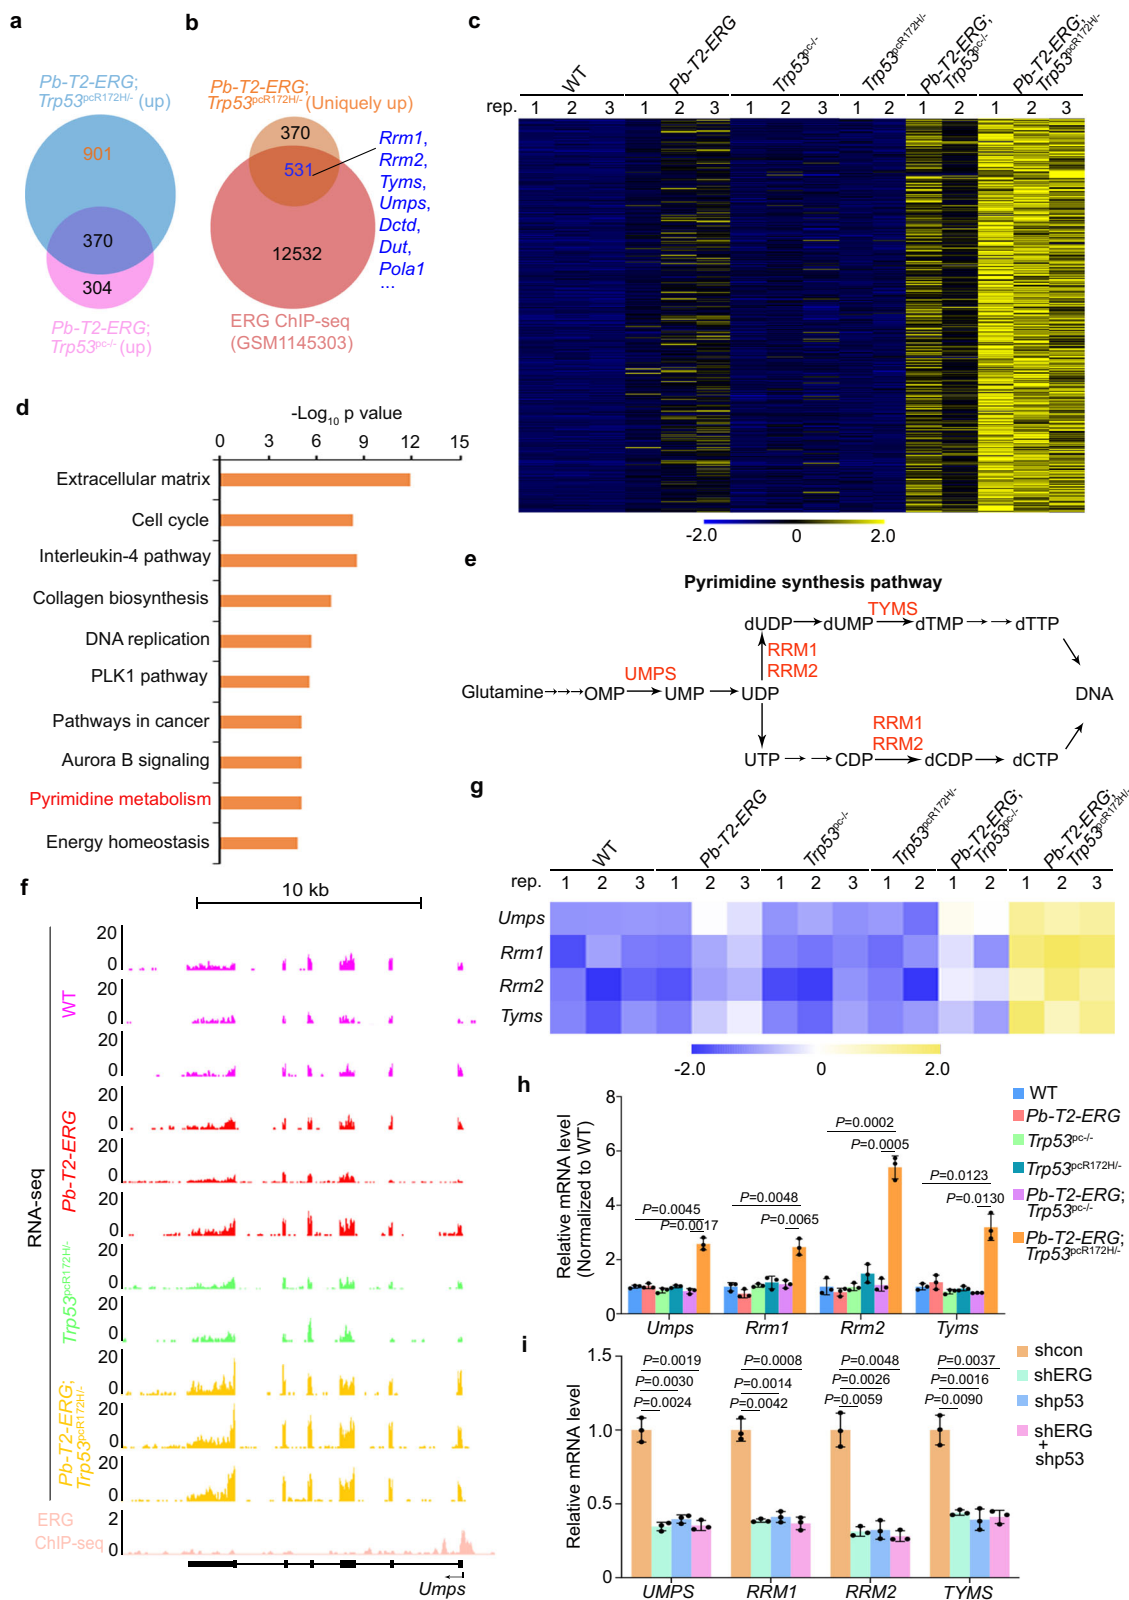 a
Pb-T2-ERG;
Trp53pcR172H/- (up)
901
370
304
Pb-T2-ERG;
Trp53pc-/- (up)
b
Pb-T2-ERG;
Trp53pcR172H/- (Uniquely up)
370
531
12532
Rrm1,
Rrm2,
Tyms,
Umps,
Dctd,
Dut,
Pola1
...
ERG ChIP-seq
(GSM1145303)
c
WT
Pb-T2-ERG
Trp53pc-/-
Trp53pcR172H/-
Pb-T2-ERG;
Trp53pc-/-
Pb-T2-ERG;
Trp53pcR172H/-
rep. 1 2 3 1 2 3 1 2 3 1 2 1 2 1 2 3
-2.0 0 2.0
d
-Log10 p value
0 3 6 9 12 15
Extracellular matrix
Cell cycle
Interleukin-4 pathway
Collagen biosynthesis
DNA replication
PLK1 pathway
Pathways in cancer
Aurora B signaling
Pyrimidine metabolism
Energy homeostasis
e
Pyrimidine synthesis pathway
TYMS
dUDP→dUMP→dTMP→→dTTP
RRM1
RRM2
UMPS
Glutamine→→→OMP→UMP→UDP
DNA
RRM1
RRM2
UTP→→CDP→dCDP→dCTP
f
10 kb
RNA-seq
WT
20
0
20
0
20
0
Pb-T2-ERG
20
0
20
0
20
0
Trp53pcR172H/-
20
0
20
0
Pb-T2-ERG;
Trp53pcR172H/-
20
0
20
0
20
0
ERG
ChIP-seq
2
0
Umps
g
WT
Pb-T2-ERG
Trp53pc-/-
Trp53pcR172H/-
Pb-T2-ERG;
Trp53pc-/-
Pb-T2-ERG;
Trp53pcR172H/-
rep. 1 2 3 1 2 3 1 2 3 1 2 1 2 1 2 3
Umps
Rrm1
Rrm2
Tyms
-2.0 0 2.0
h
Relative mRNA level
(Normalized to WT)
8
6
4
2
0
P=0.0045
P=0.0017
P=0.0048
P=0.0065
P=0.0002
P=0.0005
P=0.0123
P=0.0130
Umps Rrm1 Rrm2 Tyms
WT
Pb-T2-ERG
Trp53pc-/-
Trp53pcR172H/-
Pb-T2-ERG;
Trp53pc-/-
Pb-T2-ERG;
Trp53pcR172H/-
i
Relative mRNA level
1.5
1.0
0.5
0
P=0.0019
P=0.0030
P=0.0024
P=0.0008
P=0.0014
P=0.0042
P=0.0048
P=0.0026
P=0.0059
P=0.0037
P=0.0016
P=0.0090
UMPS RRM1 RRM2 TYMS
shcon
shERG
shp53
shERG
+
shp53